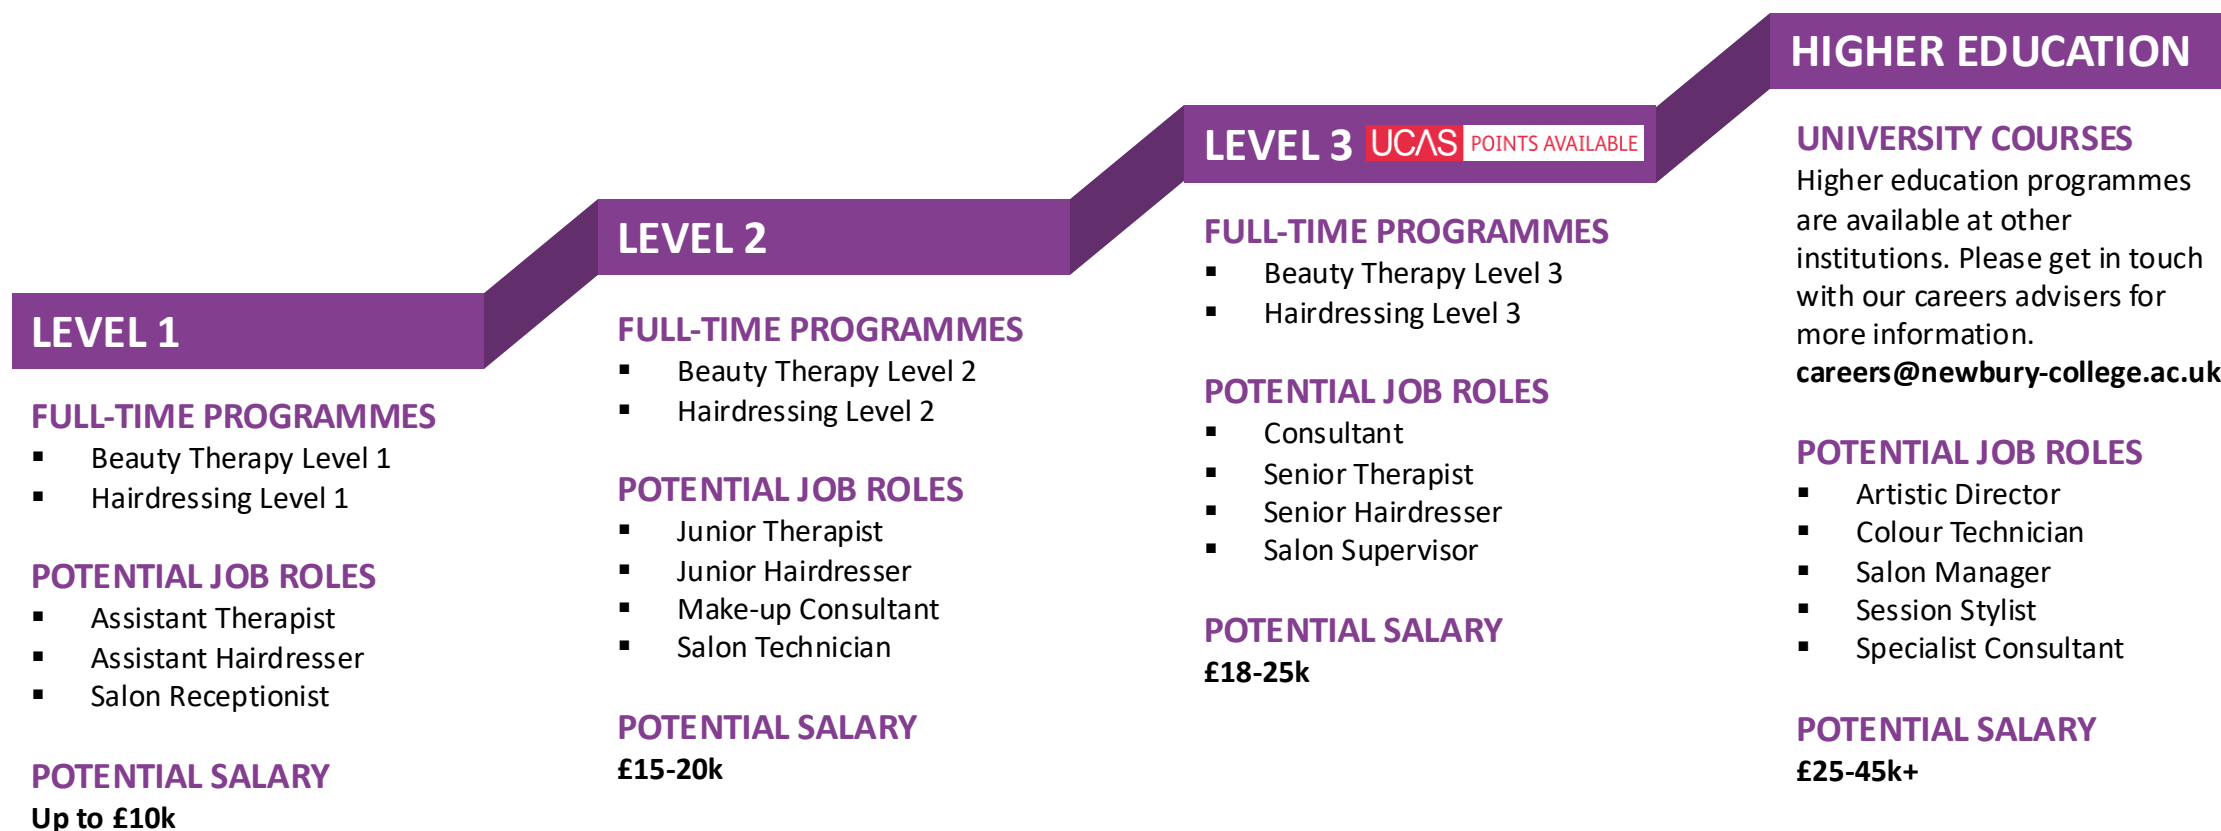 LEVEL 1
FULL-TIME PROGRAMMES
▪ Beauty Therapy Level 1
▪ Hairdressing Level 1
POTENTIAL JOB ROLES
▪ Assistant Therapist
▪ Assistant Hairdresser
▪ Salon Receptionist
POTENTIAL SALARY
Up to £10k
LEVEL 2
FULL-TIME PROGRAMMES
▪ Beauty Therapy Level 2
▪ Hairdressing Level 2
POTENTIAL JOB ROLES
▪ Junior Therapist
▪ Junior Hairdresser
▪ Make-up Consultant
▪ Salon Technician
POTENTIAL SALARY
£15-20k
LEVEL 3 UCAS POINTS AVAILABLE
FULL-TIME PROGRAMMES
▪ Beauty Therapy Level 3
▪ Hairdressing Level 3
POTENTIAL JOB ROLES
▪ Consultant
▪ Senior Therapist
▪ Senior Hairdresser
▪ Salon Supervisor
POTENTIAL SALARY
£18-25k
HIGHER EDUCATION
UNIVERSITY COURSES
Higher education programmes
are available at other
institutions. Please get in touch
with our careers advisers for
more information.
careers@newbury-college.ac.uk
POTENTIAL JOB ROLES
▪ Artistic Director
▪ Colour Technician
▪ Salon Manager
▪ Session Stylist
▪ Specialist Consultant
POTENTIAL SALARY
£25-45k+